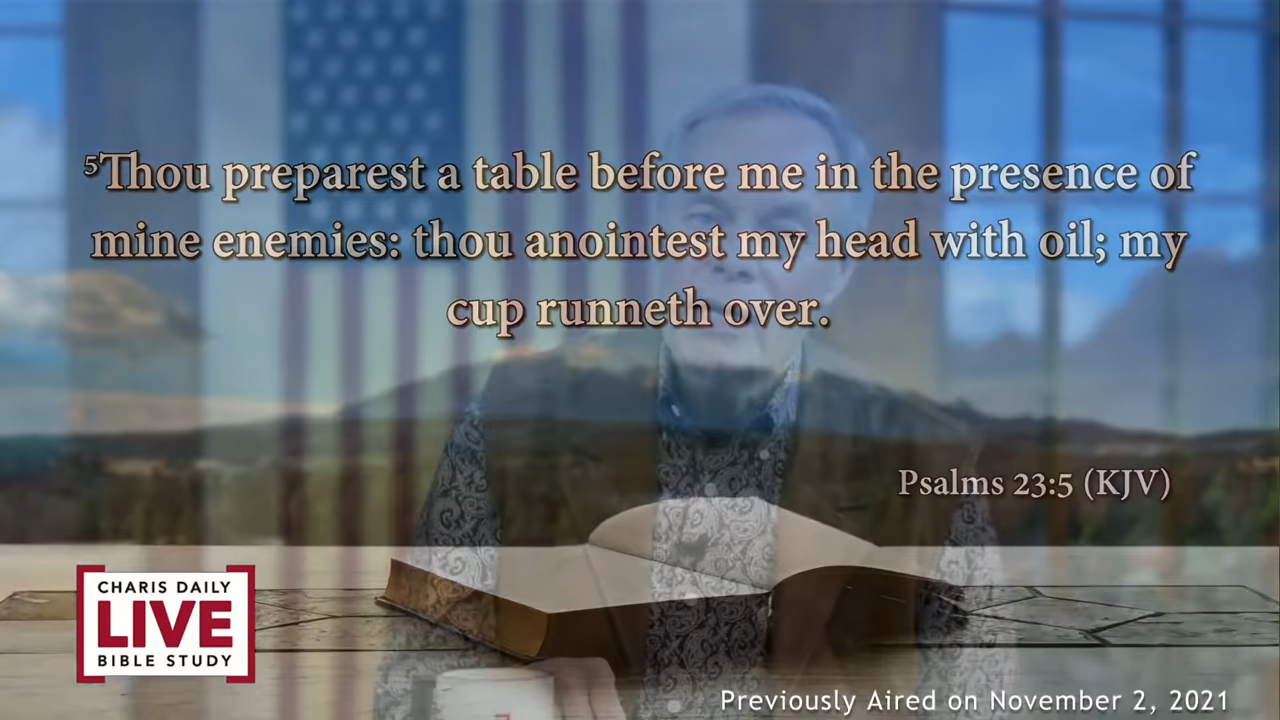 ⁵Thou preparest a table before me in the presence of
mine enemies: thou anointest my head with oil; my
cup runneth over.
Psalms 23:5 (KJV)
CHARIS DAILY
LIVE
BIBLE STUDY
Previously Aired on November 2, 2021